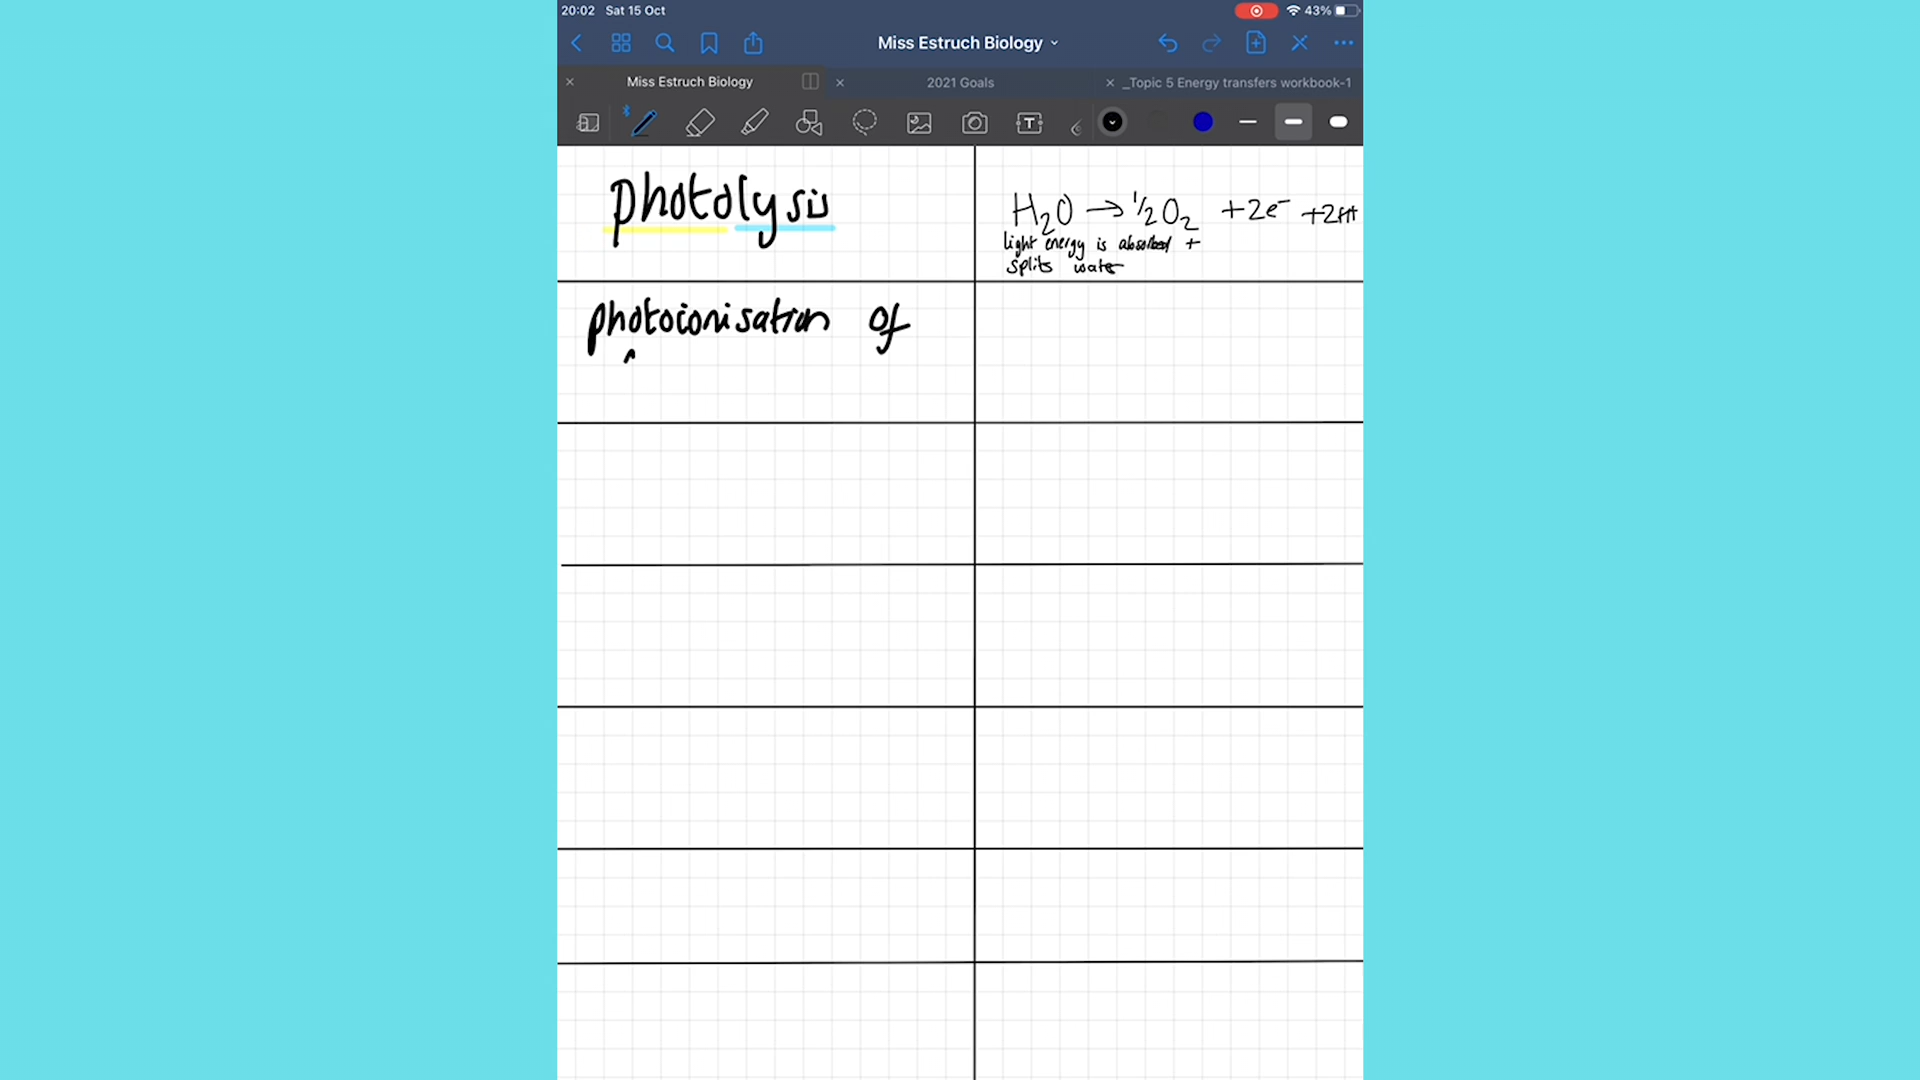 20:02 Sat 15 Oct 43%
Miss Estruch Biology
Miss Estruch Biology 2021 Goals _Topic 5 Energy transfers workbook-1
photolysis
H₂O → ½O₂ + 2e⁻ + 2H+
light energy is absorbed +
splits water
photoionisation of